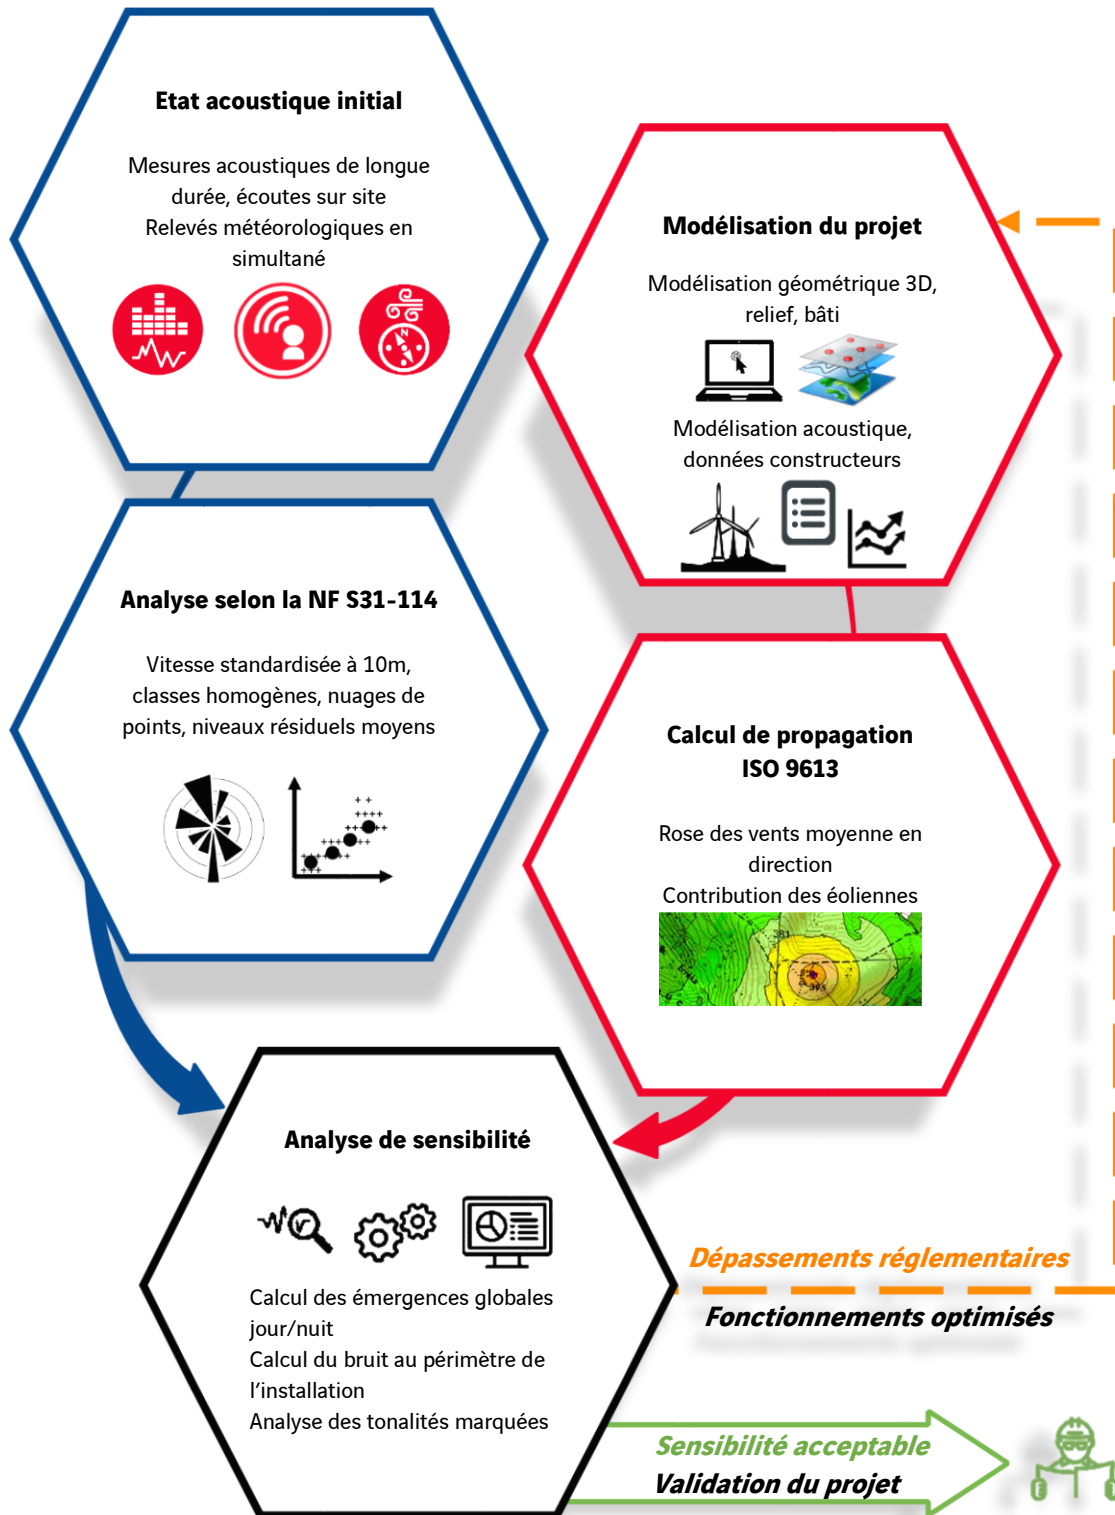 Etat acoustique initial
Mesures acoustiques de longue
durée, écoutes sur site
Relevés météorologiques en
simultané
Modélisation du projet
Modélisation géométrique 3D,
relief, bâti
Modélisation acoustique,
données constructeurs
Analyse selon la NF S31-114
Vitesse standardisée à 10m,
classes homogènes, nuages de
points, niveaux résiduels moyens
Calcul de propagation
ISO 9613
Rose des vents moyenne en
direction
Contribution des éoliennes
381
395
Analyse de sensibilité
Calcul des émergences globales
jour/nuit
Calcul du bruit au périmètre de
l'installation
Analyse des tonalités marquées
Dépassements réglementaires
Fonctionnements optimisés
Sensibilité acceptable
Validation du projet